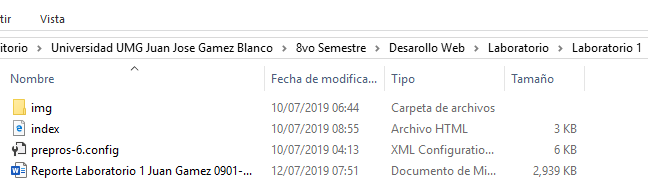 rtir Vista
itorio > Universidad UMG Juan Jose Gamez Blanco > 8vo Semestre > Desarollo Web > Laboratorio > Laboratorio 1
Nombre Fecha de modifica... Tipo Tamaño
img 10/07/2019 06:44 Carpeta de archivos
index 10/07/2019 08:55 Archivo HTML 3 KB
prepros-6.config 10/07/2019 04:13 XML Configuratio... 6 KB
Reporte Laboratorio 1 Juan Gamez 0901-... 12/07/2019 07:51 Documento de Mi... 2,939 KB